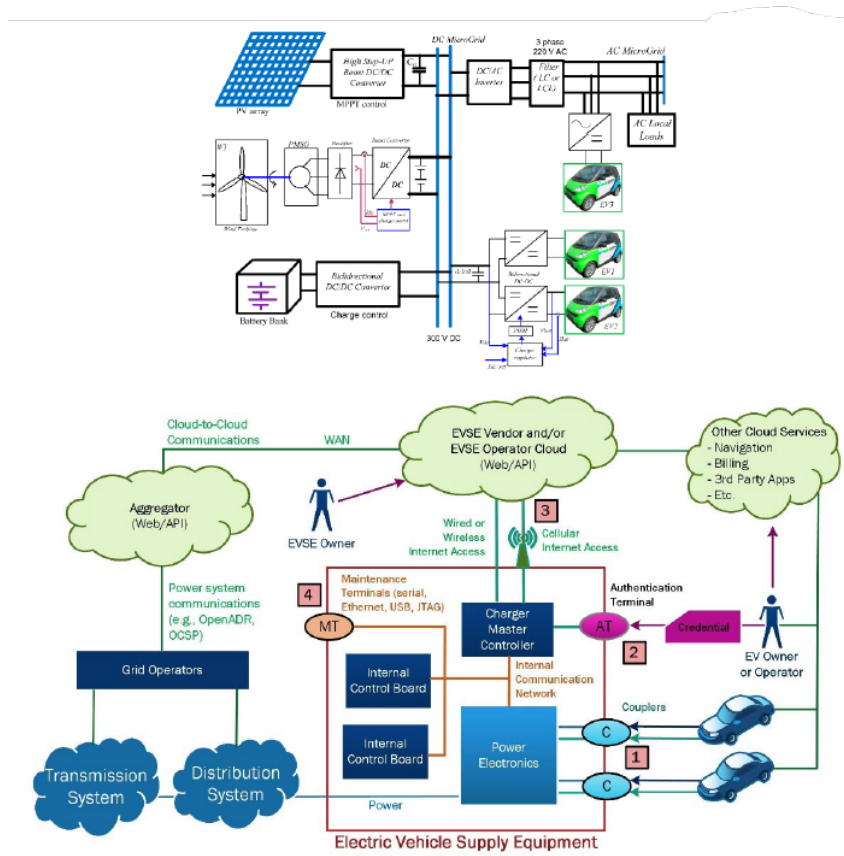 DC MicroGrid
3 phase
220 V AC
AC MicroGrid
High Step-UP
Boost DC/DC
Converter
C
DC/AC
Inverter
Filter
( LC or
LCL)
PV array
MPPT control
AC Local
Loads
WT
PMSG
Rectifier
Boost Converter
DC
DC
EV3
Wind Turbine
Bidirectional
DC/DC Convertor
Bidirectional
DC-DC
EV1
EV2
Battery Bank
Charge control
300 V DC
Charge
regulator
Cloud-to-Cloud
Communications
WAN
EVSE Vendor and/or
EVSE Operator Cloud
(Web/API)
Other Cloud Services
- Navigation
- Billing
- 3rd Party Apps
- Etc.
Aggregator
(Web/API)
EVSE Owner
Wired or
Wireless
Internet Access
3
Cellular
Internet Access
Power system
communications
(e.g., OpenADR,
OCSP)
4
Maintenance
Terminals (serial,
Ethernet, USB, JTAG)
MT
Charger
Master
Controller
Authentication
Terminal
AT
Credential
2
EV Owner
or Operator
Grid Operators
Internal
Control Board
Internal
Communication
Network
Internal
Control Board
Power
Electronics
Couplers
C
1
C
Transmission
System
Distribution
System
Power
Electric Vehicle Supply Equipment